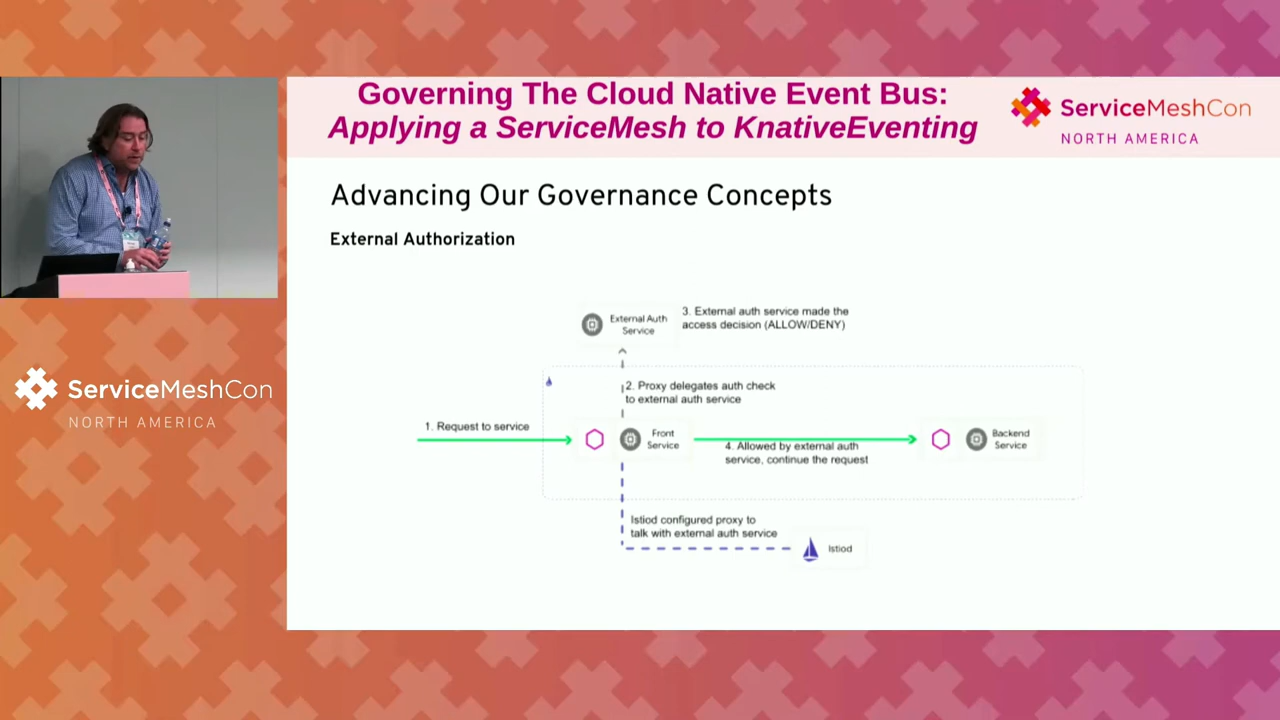 Governing The Cloud Native Event Bus:
Applying a ServiceMesh to KnativeEventing
ServiceMeshCon
NORTH AMERICA
Advancing Our Governance Concepts
External Authorization
External Auth
Service
3. External auth service made the
access decision (ALLOW/DENY)
2. Proxy delegates auth check
to external auth service
1. Request to service
Front
Service
4. Allowed by external auth
service, continue the request
Backend
Service
Istiod configured proxy to
talk with external auth service
Istiod
ServiceMeshCon
NORTH AMERICA